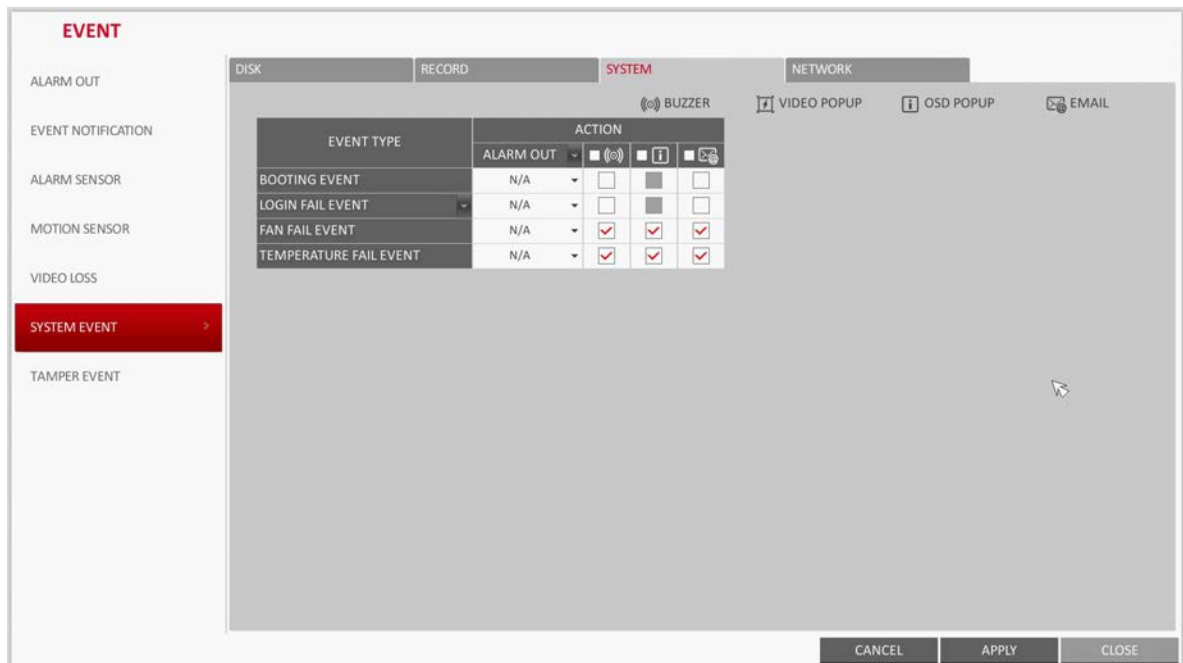 EVENT
ALARM OUT
EVENT NOTIFICATION
ALARM SENSOR
MOTION SENSOR
VIDEO LOSS
SYSTEM EVENT >
TAMPER EVENT
DISK RECORD SYSTEM NETWORK
BUZZER VIDEO POPUP OSD POPUP EMAIL
EVENT TYPE ACTION
ALARM OUT
BOOTING EVENT N/A
LOGIN FAIL EVENT N/A
FAN FAIL EVENT N/A
TEMPERATURE FAIL EVENT N/A
CANCEL APPLY CLOSE